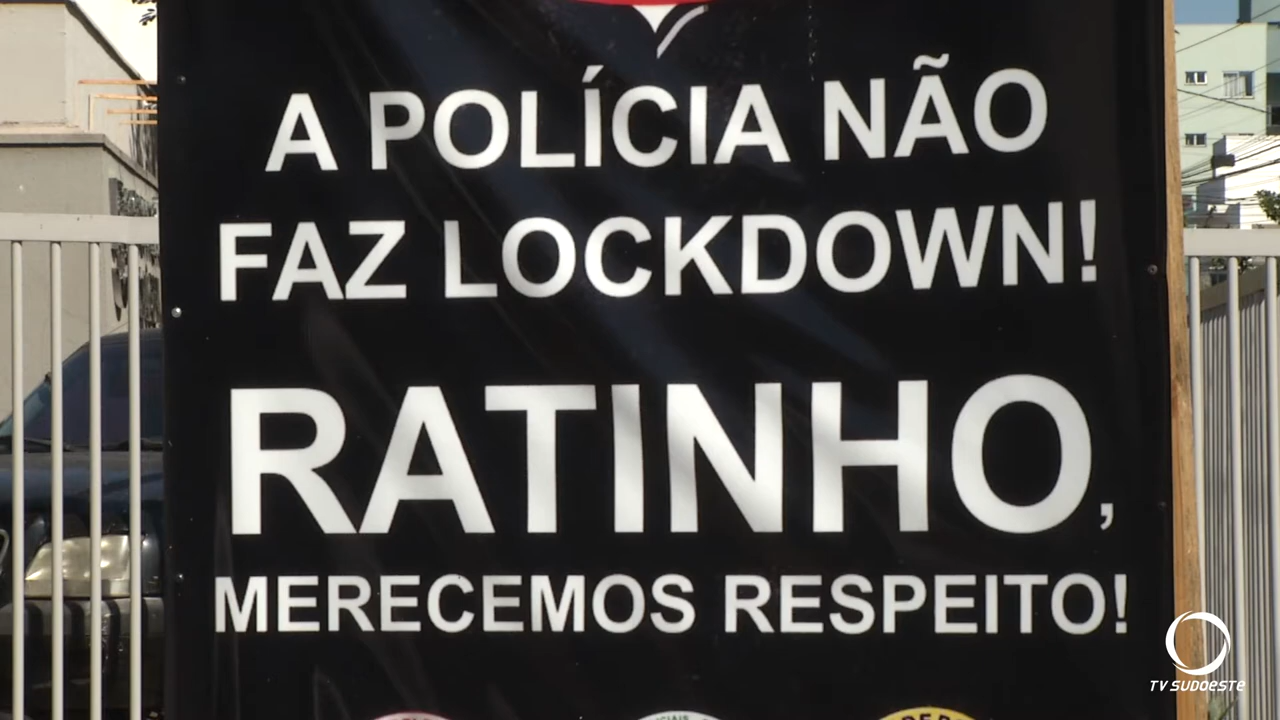 A POLÍCIA NÃO
FAZ LOCKDOWN!
RATINHO,
MERECEMOS RESPEITO!
TV SUDOESTE